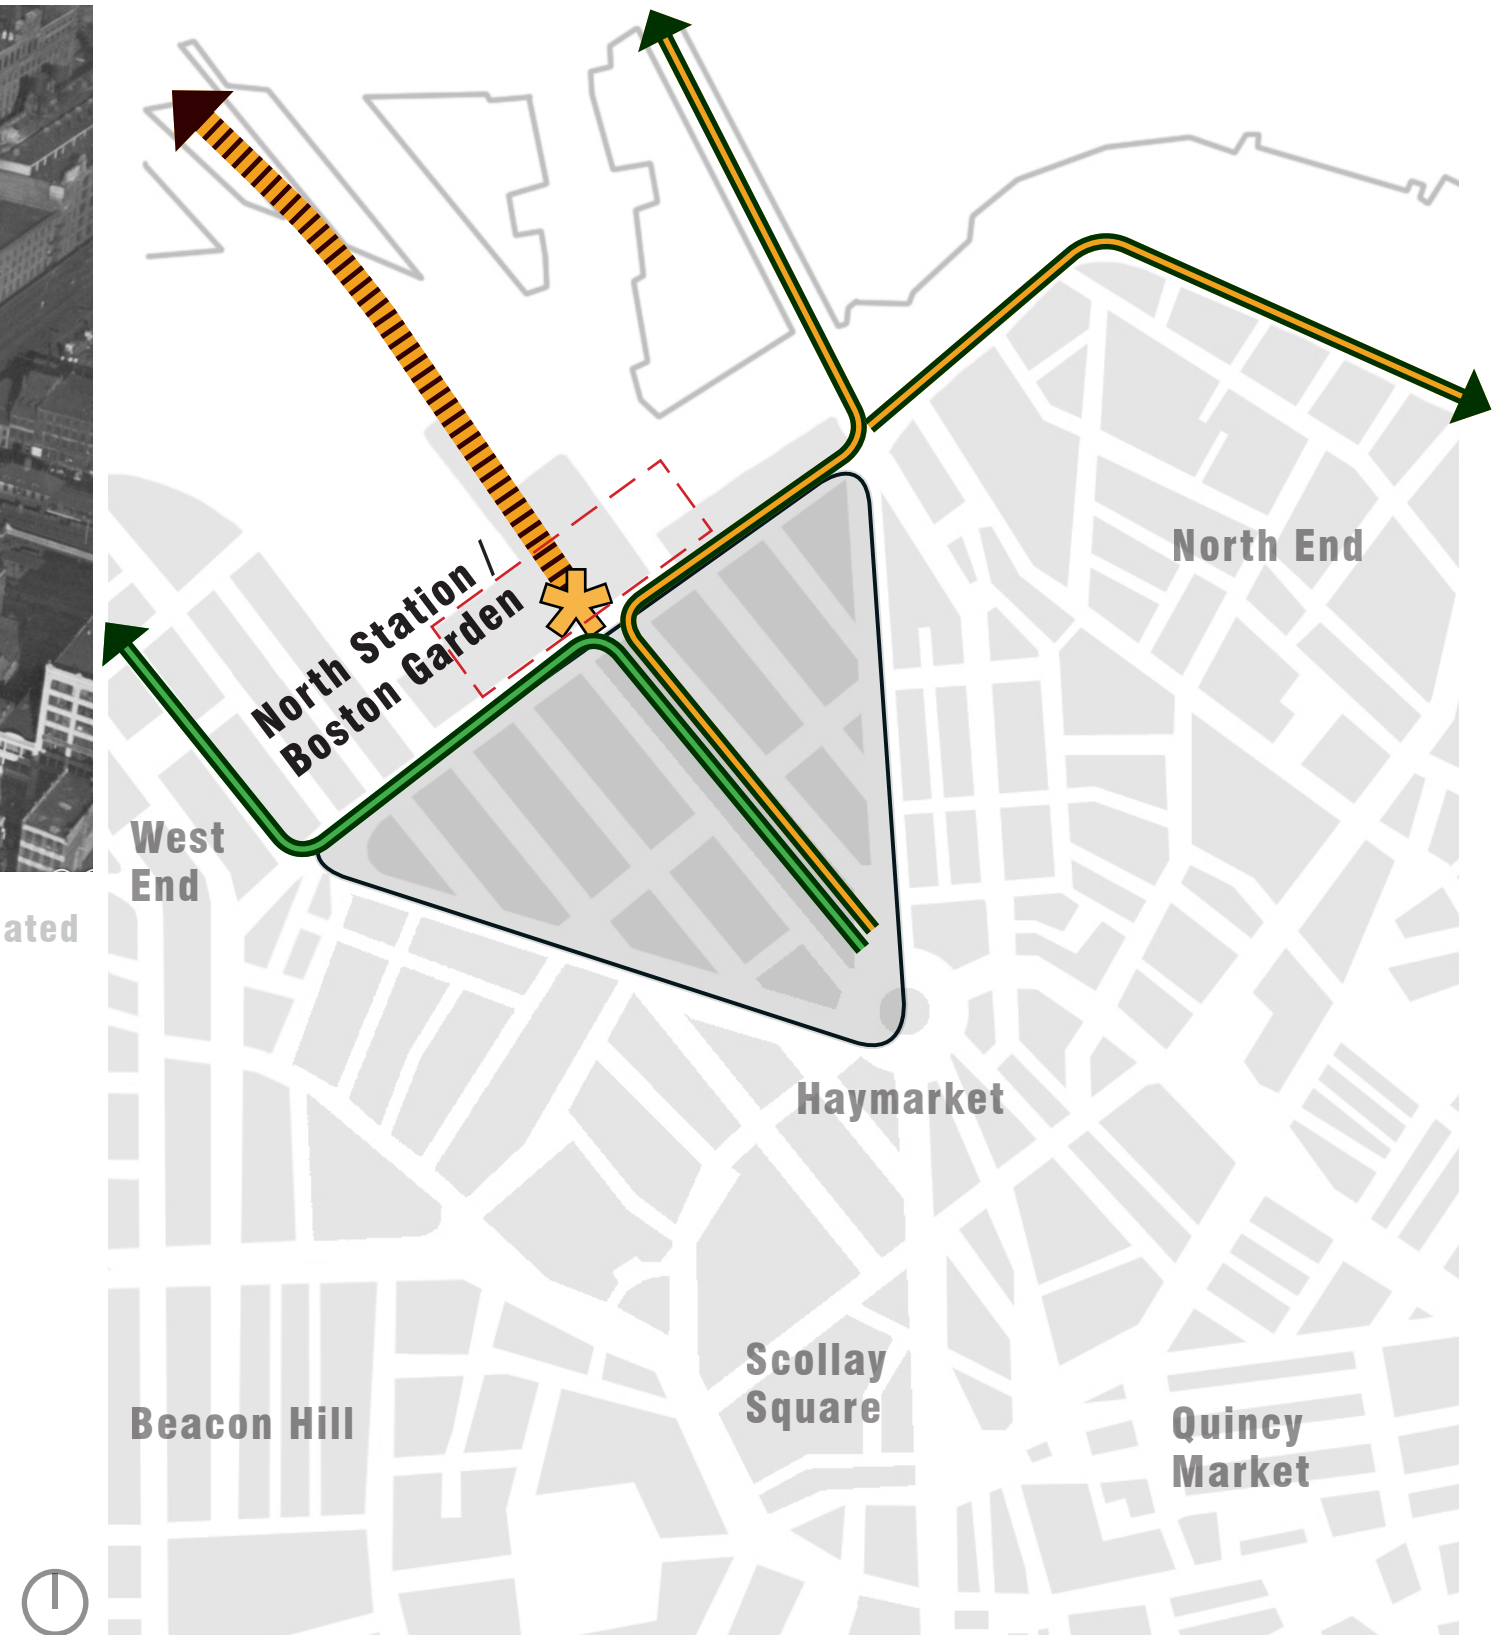 North Station /
Boston Garden
North End
West
End
ated
Haymarket
Scollay
Square
Beacon Hill
Quincy
Market